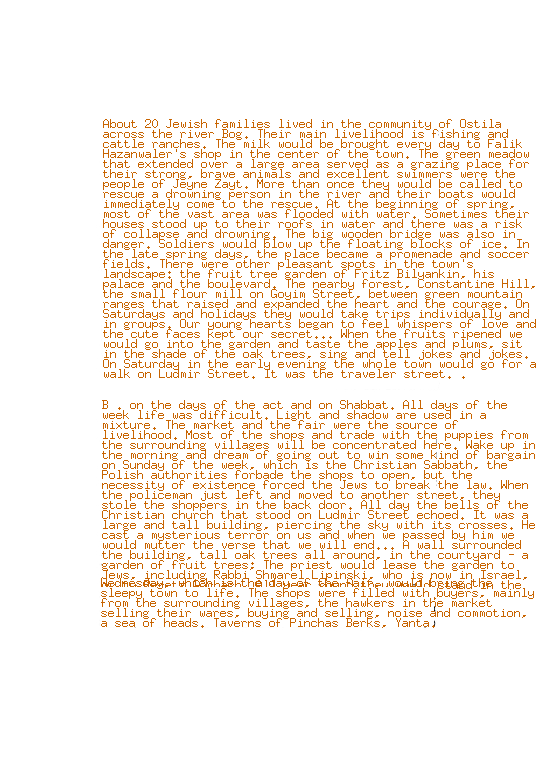 About 20 Jewish families lived in the community of Ostila
across the river Bog. Their main livelihood is fishing and
cattle ranches. The milk would be brought every day to Falik
Hazanwaler's shop in the center of the town. The green meadow
that extended over a large area served as a grazing place for
their strong, brave animals and excellent swimmers were the
people of Jeyne Zayt. More than once they would be called to
rescue a drowning person in the river and their boats would
immediately come to the rescue. At the beginning of spring,
most of the vast area was flooded with water. Sometimes their
houses stood up to their roofs in water and there was a risk
of collapse and drowning. The big wooden bridge was also in
danger. Soldiers would blow up the floating blocks of ice. In
the late spring days, the place became a promenade and soccer
fields. There were other pleasant spots in the town's
landscape: the fruit tree garden of Fritz Bilyankin, his
palace and the boulevard. The nearby forest, Constantine Hill,
the small flour mill on Goyim Street, between green mountain
ranges that raised and expanded the heart and the courage. On
Saturdays and holidays they would take trips individually and
in groups. Our young hearts began to feel whispers of love and
the cute faces kept our secret... When the fruits ripened we
would go into the garden and taste the apples and plums, sit
in the shade of the oak trees, sing and tell jokes and jokes.
On Saturday in the early evening the whole town would go for a
walk on Ludmir Street. It was the traveler street. .
B . on the days of the act and on Shabbat. All days of the
week life was difficult. Light and shadow are used in a
mixture. The market and the fair were the source of
livelihood. Most of the shops and trade with the puppies from
the surrounding villages will be concentrated here. Wake up in
the morning and dream of going out to win some kind of bargain
on Sunday of the week, which is the Christian Sabbath, the
Polish authorities forbade the shops to open, but the
necessity of existence forced the Jews to break the law. When
the policeman just left and moved to another street, they
stole the shoppers in the back door. All day the bells of the
Christian church that stood on Ludmir Street echoed. It was a
large and tall building, piercing the sky with its crosses. He
cast a mysterious terror on us and when we passed by him we
would mutter the verse that we will end... A wall surrounded
the building, tall oak trees all around, in the courtyard - a
garden of fruit trees; The priest would lease the garden to
Jews, including Rabbi Shmarel Lipinski, who is now in Israel.
Wednesday, which is the day of the fair, would bring the
sleepy town to life. The shops were filled with buyers, mainly
from the surrounding villages, the hawkers in the market
selling their wares, buying and selling, noise and commotion,
a sea of heads. Taverns of Pinchas Berks, Yanta,